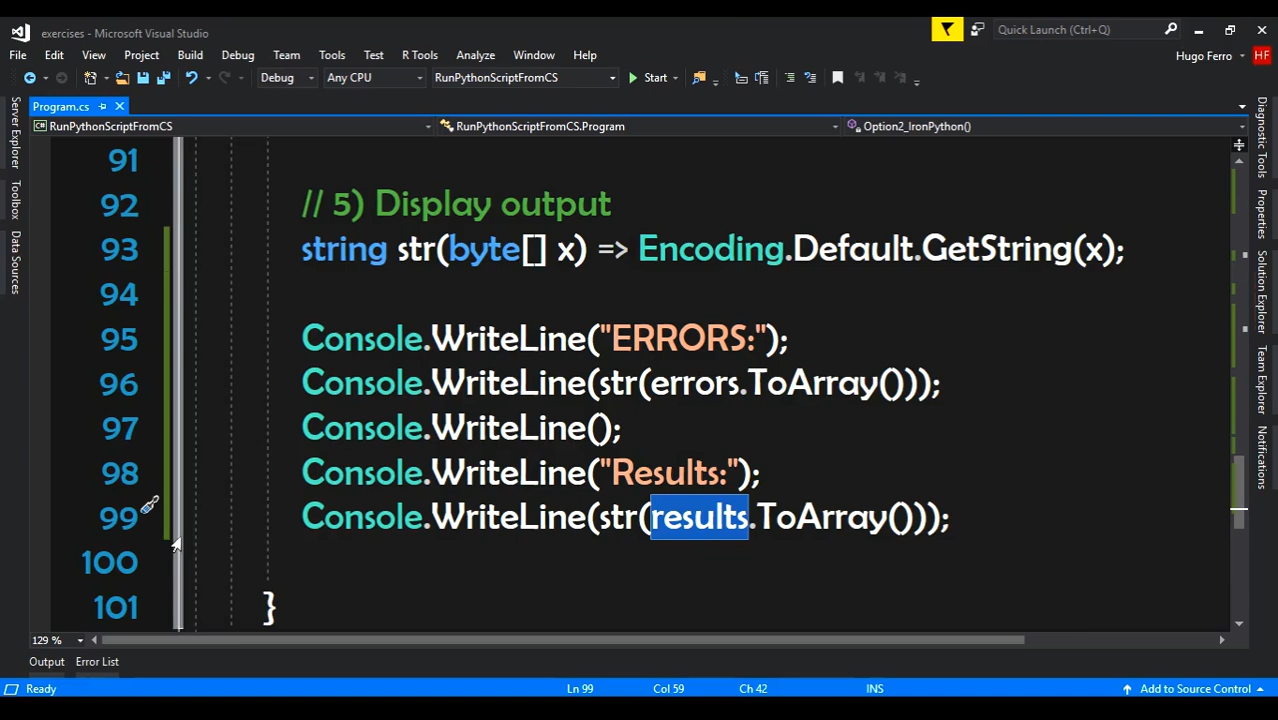 exercises - Microsoft Visual Studio
Quick Launch (Ctrl+Q)
File Edit View Project Build Debug Team Tools Test R Tools Analyze Window Help
Hugo Ferro HF
Debug Any CPU RunPythonScriptFromCS Start
Program.cs
RunPythonScriptFromCS RunPythonScriptFromCS.Program Option2_IronPython()
Server Explorer
Toolbox
Data Sources
91
92 // 5) Display output
93 string str(byte[] x) => Encoding.Default.GetString(x);
94
95 Console.WriteLine("ERRORS:");
96 Console.WriteLine(str(errors.ToArray()));
97 Console.WriteLine();
98 Console.WriteLine("Results:");
99 Console.WriteLine(str(results.ToArray()));
100
101 }
Diagnostic Tools
Properties
Solution Explorer
Team Explorer
Notifications
129 %
Output Error List
Ready Ln 99 Col 59 Ch 42 INS Add to Source Control